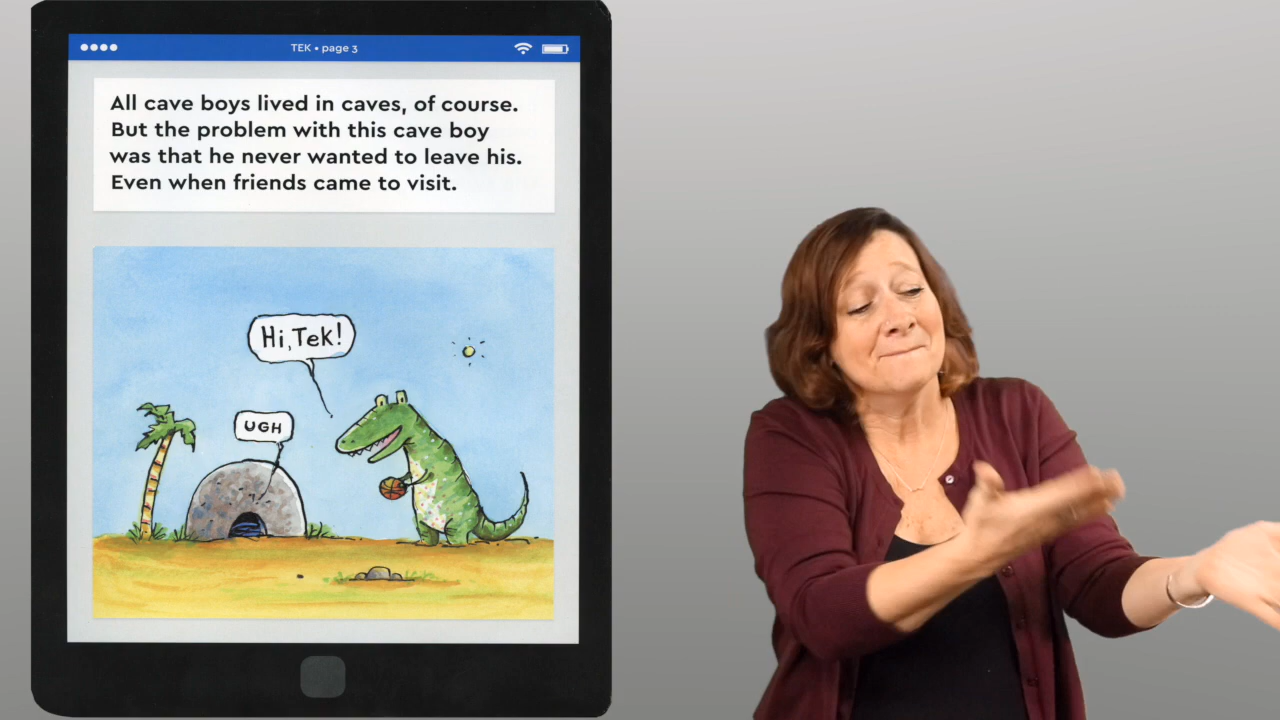 TEK • page 3
All cave boys lived in caves, of course.
But the problem with this cave boy
was that he never wanted to leave his.
Even when friends came to visit.
Hi, Tek!
UGH